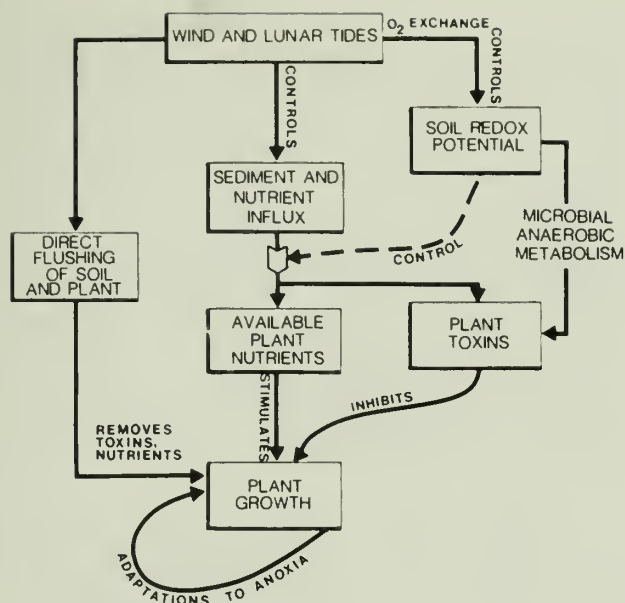 WIND AND LUNAR TIDES
O2 EXCHANGE
CONTROLS
CONTROLS
SOIL REDOX
POTENTIAL
SEDIMENT AND
NUTRIENT
INFLUX
MICROBIAL
ANAEROBIC
METABOLISM
DIRECT
FLUSHING
OF SOIL
AND PLANT
CONTROL
AVAILABLE
PLANT
NUTRIENTS
PLANT
TOXINS
STIMULATES
INHIBITS
REMOVES
TOXINS,
NUTRIENTS
PLANT
GROWTH
ADAPTATIONS TO ANOXIA